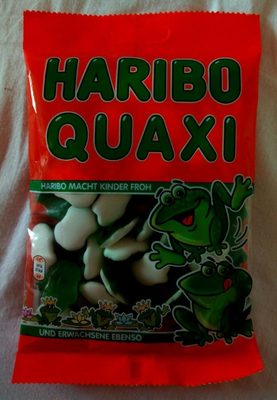 HARIBO
QUAXI
HARIBO MACHT KINDER FROH
UND ERWACHSENE EBENSO